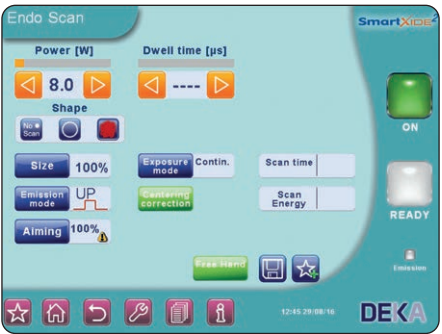 Endo Scan
SmartXIDE²
Power [W]
Dwell time [µs]
8.0
----
Shape
No Scan
ON
Size 100%
Exposure mode Contin.
Scan time
Emission mode UP
Centering correction
Scan Energy
READY
Aiming 100%
Free Hand
Emission
12:45 29/08/16
DEKA